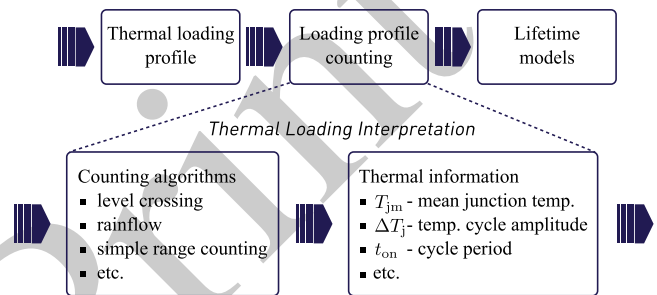 Thermal loading
profile
Loading profile
counting
Lifetime
models
Thermal Loading Interpretation
Counting algorithms
▪ level crossing
▪ rainflow
▪ simple range counting
▪ etc.
Thermal information
▪ T_jm - mean junction temp.
▪ ΔT_j - temp. cycle amplitude
▪ t_on - cycle period
▪ etc.